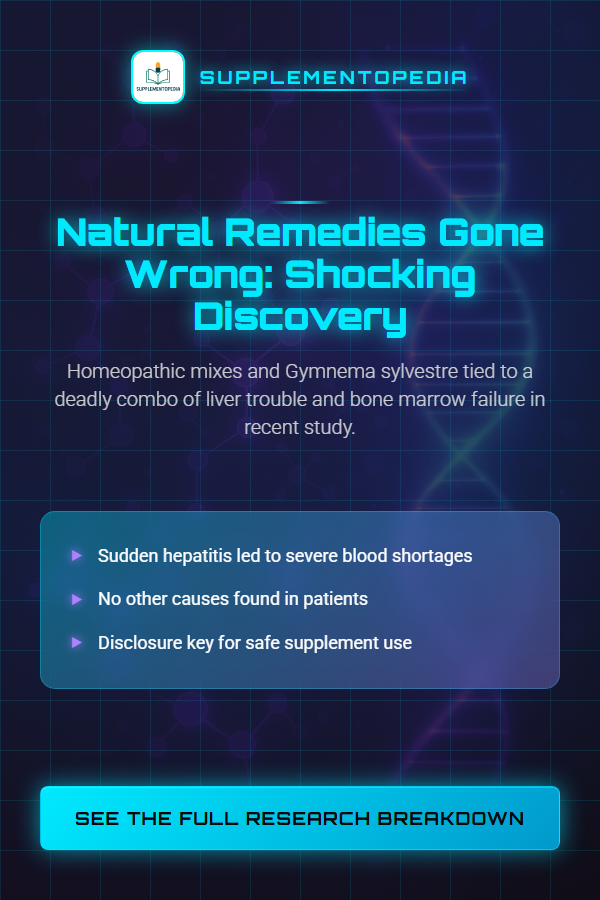 SUPPLEMENTOPEDIA
SUPPLEMENTOPEDIA
Natural Remedies Gone
Wrong: Shocking
Discovery
Homeopathic mixes and Gymnema sylvestre tied to a
deadly combo of liver trouble and bone marrow failure in
recent study.
▶ Sudden hepatitis led to severe blood shortages
▶ No other causes found in patients
▶ Disclosure key for safe supplement use
SEE THE FULL RESEARCH BREAKDOWN